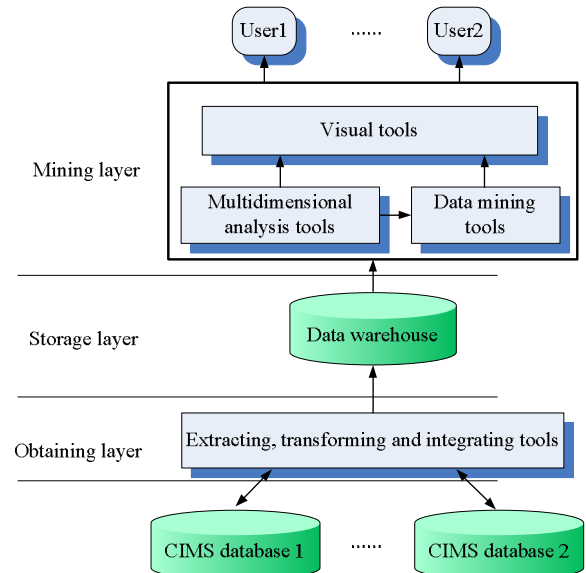 User1 ...... User2
Visual tools
Mining layer
Multidimensional
analysis tools
Data mining
tools
Storage layer
Data warehouse
Obtaining layer
Extracting, transforming and integrating tools
CIMS database 1 ...... CIMS database 2